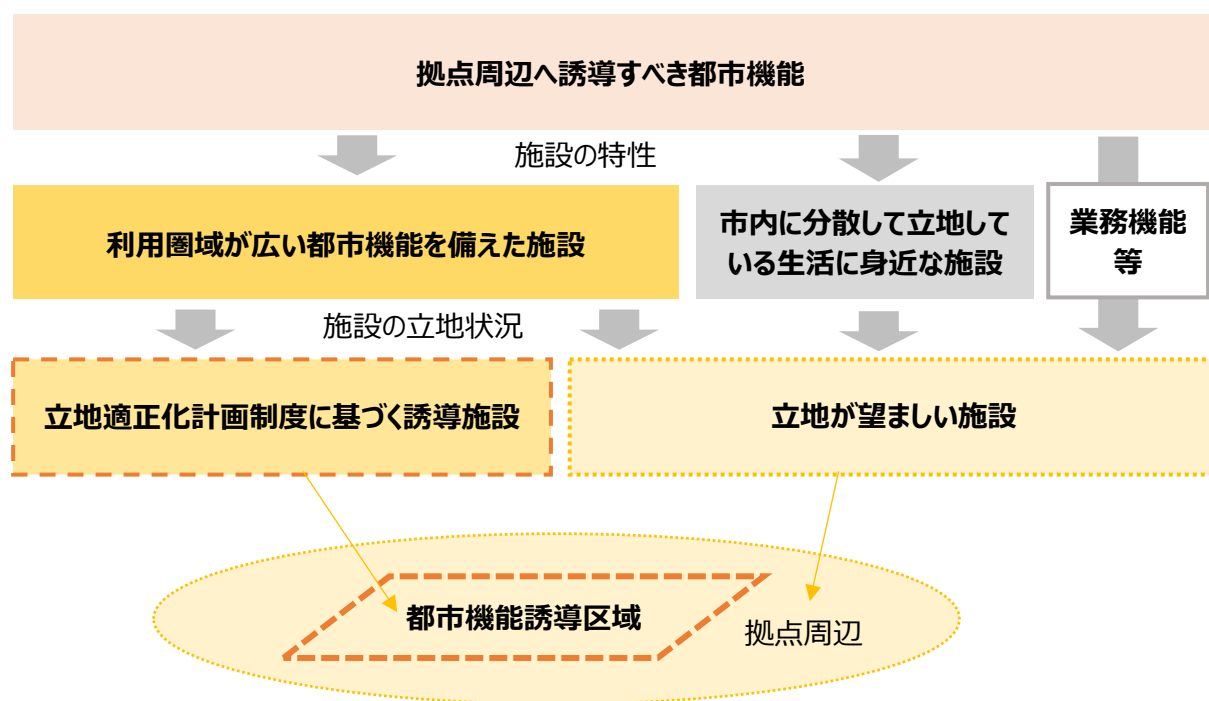 拠点周辺へ誘導すべき都市機能
施設の特性
利用圏域が広い都市機能を備えた施設
市内に分散して立地して
いる生活に身近な施設
業務機能
等
施設の立地状況
立地適正化計画制度に基づく誘導施設
立地が望ましい施設
都市機能誘導区域
拠点周辺